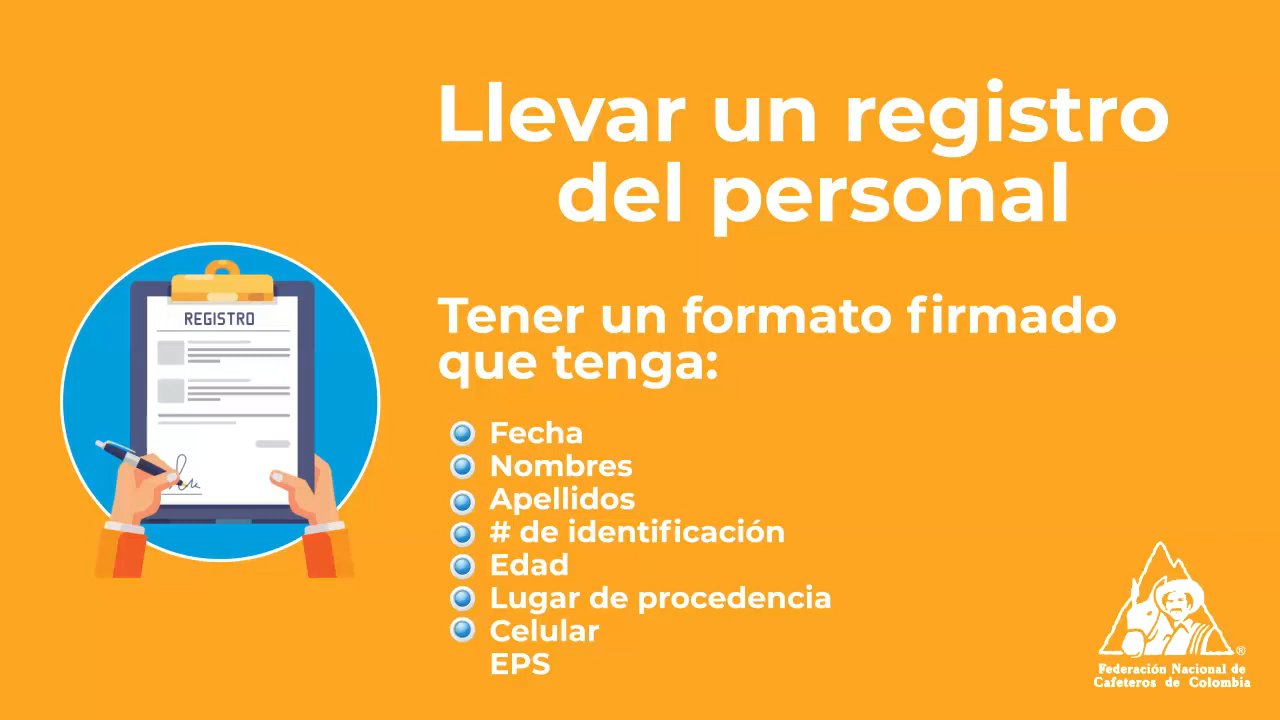 Llevar un registro
del personal
REGISTRO
Tener un formato firmado
que tenga:
Fecha
Nombres
Apellidos
# de identificación
Edad
Lugar de procedencia
Celular
EPS
®
Federación Nacional de
Cafeteros de Colombia